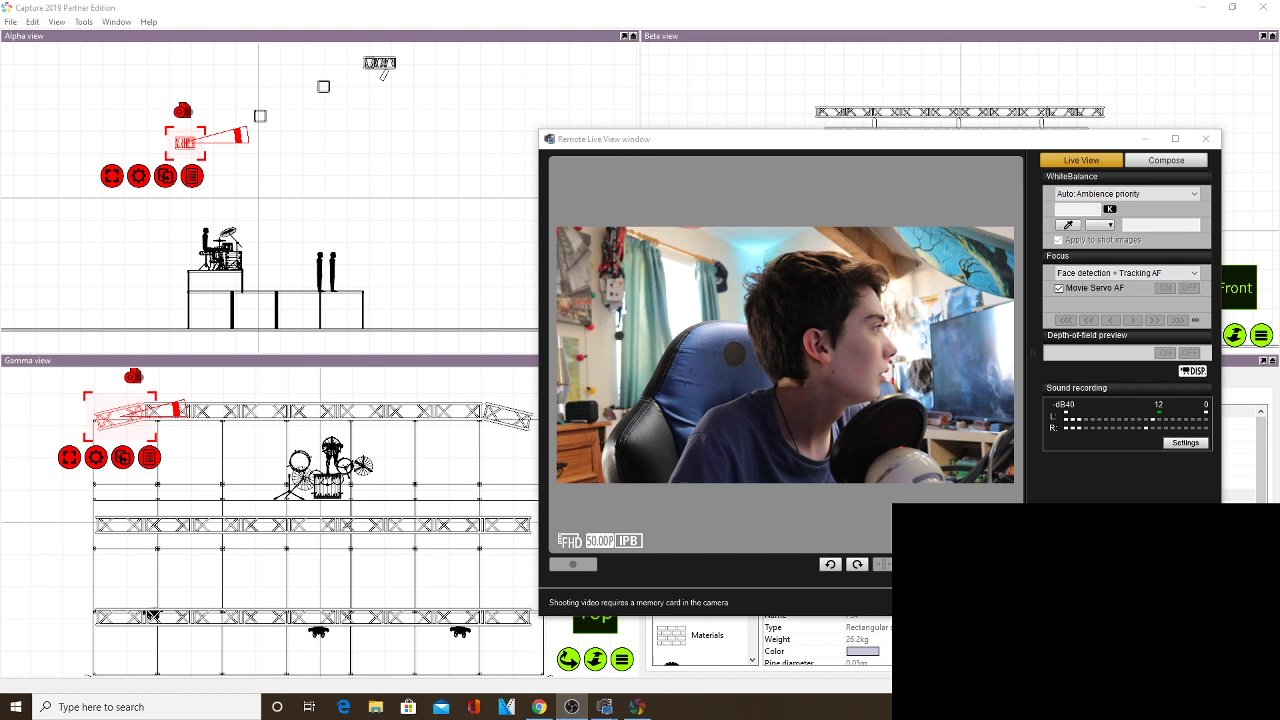 Capture 2019 Partner Edition
File Edit View Tools Window Help
Alpha view
Beta view
Remote Live View window
Live View Compose
WhiteBalance
Auto: Ambience priority
K
Apply to shot images
Focus
Face detection + Tracking AF
Movie Servo AF ON OFF
Depth-of-field preview
ON OFF
DISP.
Sound recording
-dB40 12 0
L:
R:
Settings
Front
Gamma view
FHD 50.00P IPB
Shooting video requires a memory card in the camera.
Top
Materials
Type Rectangular
Weight 26.2kg
Color
Pipe diameter 0.05m
Type here to search